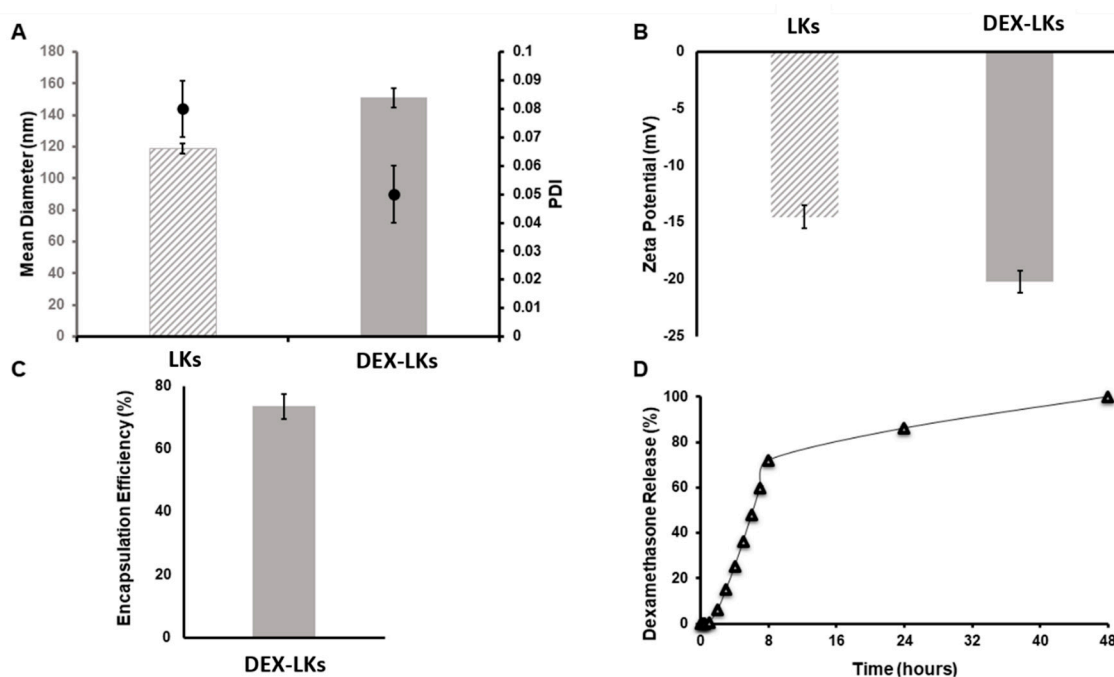 A
180
160
140
120
100
80
60
40
20
0
Mean Diameter (nm)
0.1
0.09
0.08
0.07
0.06
0.05
0.04
0.03
0.02
0.01
0
PDI
LKs
DEX-LKs
B
LKs
DEX-LKs
0
-5
-10
-15
-20
-25
Zeta Potential (mV)
C
80
60
40
20
0
Encapsulation Efficiency (%)
DEX-LKs
D
100
80
60
40
20
0
Dexamethasone Release (%)
0 8 16 24 32 40 48
Time (hours)